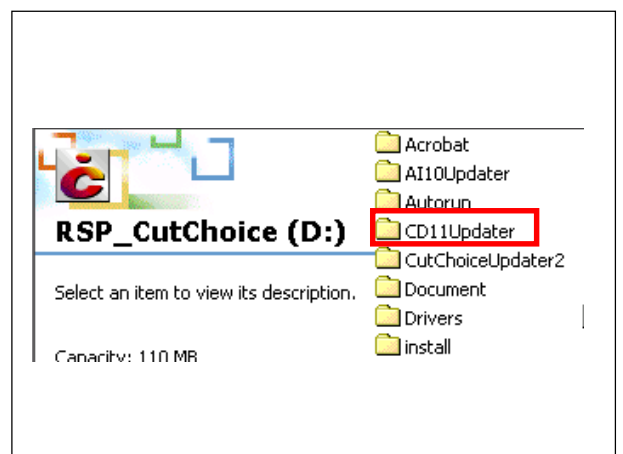 RSP_CutChoice (D:)
Select an item to view its description.
Capacity: 110 MB
Acrobat
AI10Updater
Autorun
CD11Updater
CutChoiceUpdater2
Document
Drivers
install